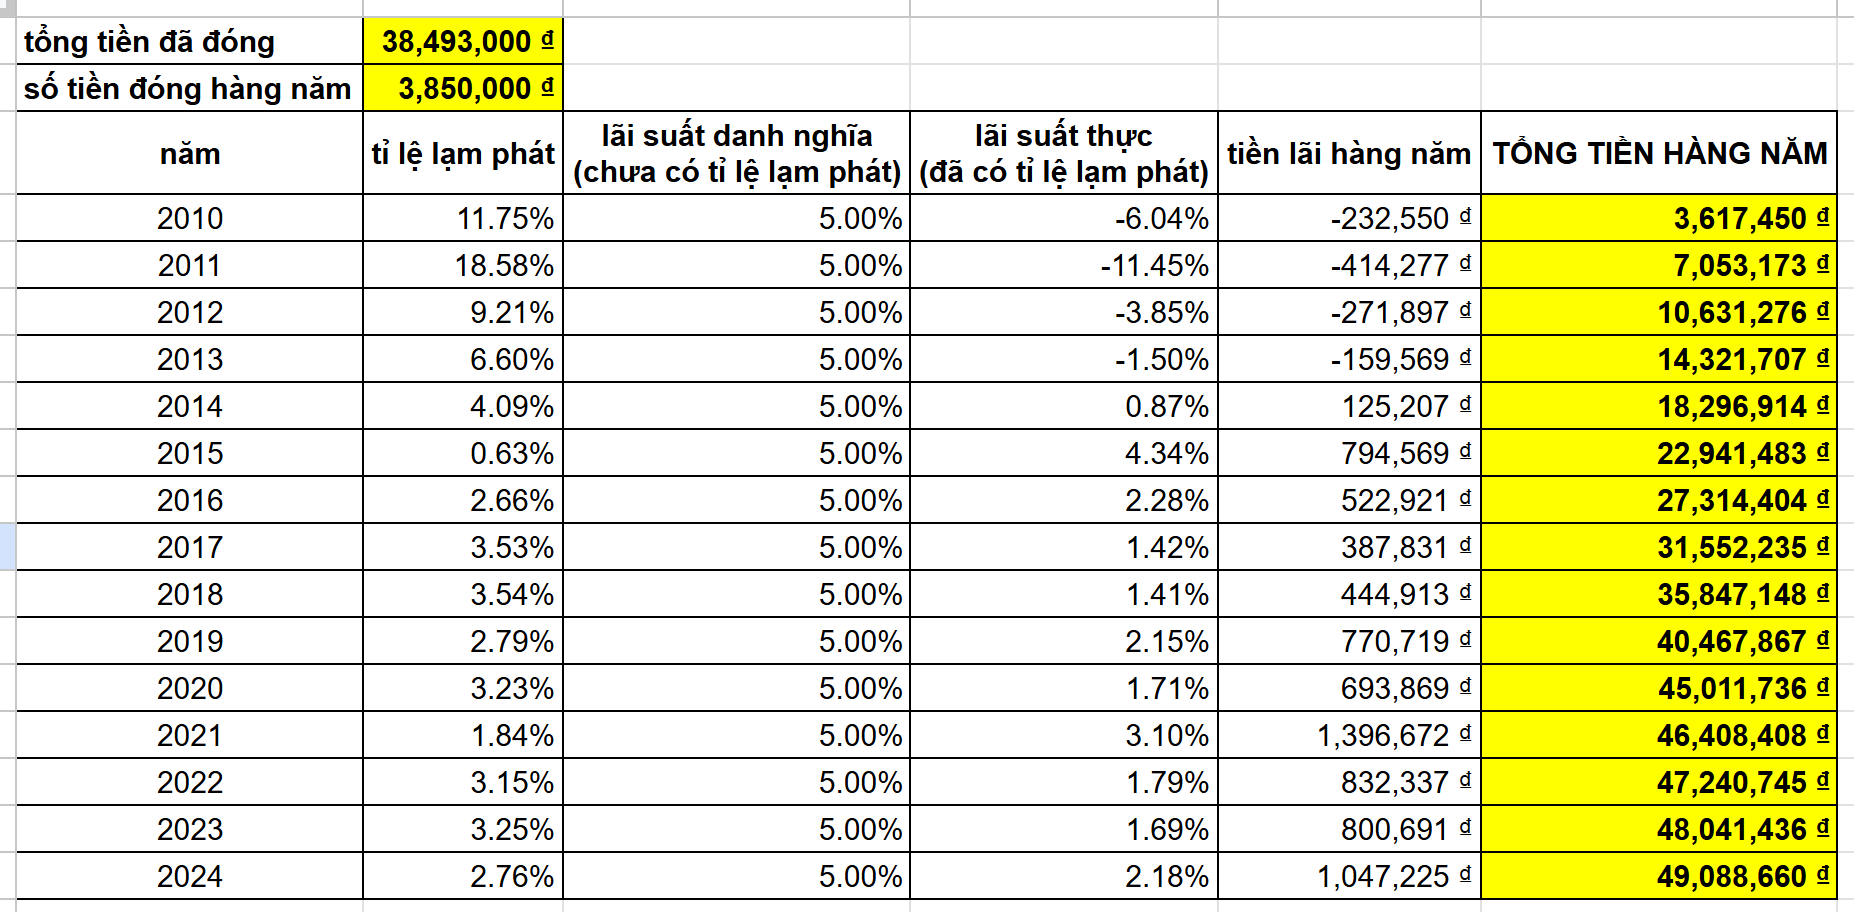 tổng tiền đã đóng 38,493,000 ₫
số tiền đóng hàng năm 3,850,000 ₫
năm tỉ lệ lạm phát lãi suất danh nghĩa (chưa có tỉ lệ lạm phát) lãi suất thực (đã có tỉ lệ lạm phát) tiền lãi hàng năm TỔNG TIỀN HÀNG NĂM
2010 11.75% 5.00% -6.04% -232,550 ₫ 3,617,450 ₫
2011 18.58% 5.00% -11.45% -414,277 ₫ 7,053,173 ₫
2012 9.21% 5.00% -3.85% -271,897 ₫ 10,631,276 ₫
2013 6.60% 5.00% -1.50% -159,569 ₫ 14,321,707 ₫
2014 4.09% 5.00% 0.87% 125,207 ₫ 18,296,914 ₫
2015 0.63% 5.00% 4.34% 794,569 ₫ 22,941,483 ₫
2016 2.66% 5.00% 2.28% 522,921 ₫ 27,314,404 ₫
2017 3.53% 5.00% 1.42% 387,831 ₫ 31,552,235 ₫
2018 3.54% 5.00% 1.41% 444,913 ₫ 35,847,148 ₫
2019 2.79% 5.00% 2.15% 770,719 ₫ 40,467,867 ₫
2020 3.23% 5.00% 1.71% 693,869 ₫ 45,011,736 ₫
2021 1.84% 5.00% 3.10% 1,396,672 ₫ 46,408,408 ₫
2022 3.15% 5.00% 1.79% 832,337 ₫ 47,240,745 ₫
2023 3.25% 5.00% 1.69% 800,691 ₫ 48,041,436 ₫
2024 2.76% 5.00% 2.18% 1,047,225 ₫ 49,088,660 ₫